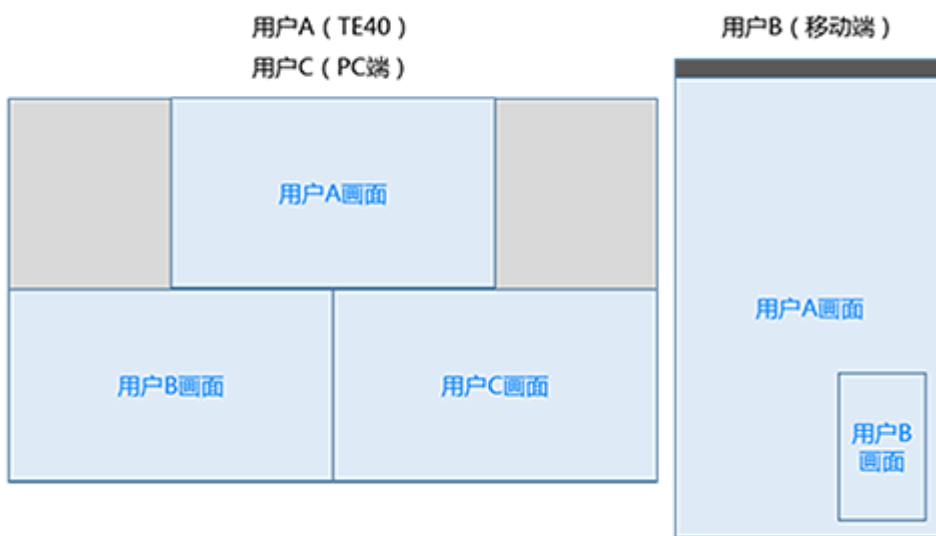 用户A（TE40）
用户C（PC端）
用户A画面
用户B画面
用户C画面
用户B（移动端）
用户A画面
用户B
画面